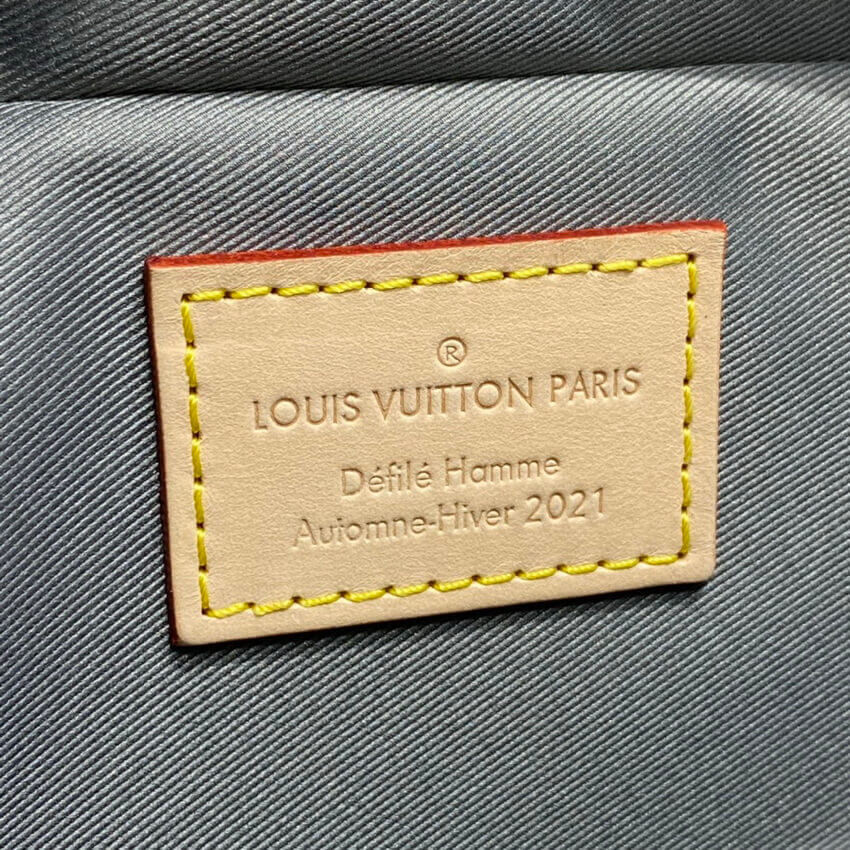 ®
LOUIS VUITTON PARIS
Défilé Hamme
Auiomne-Hiver 2021